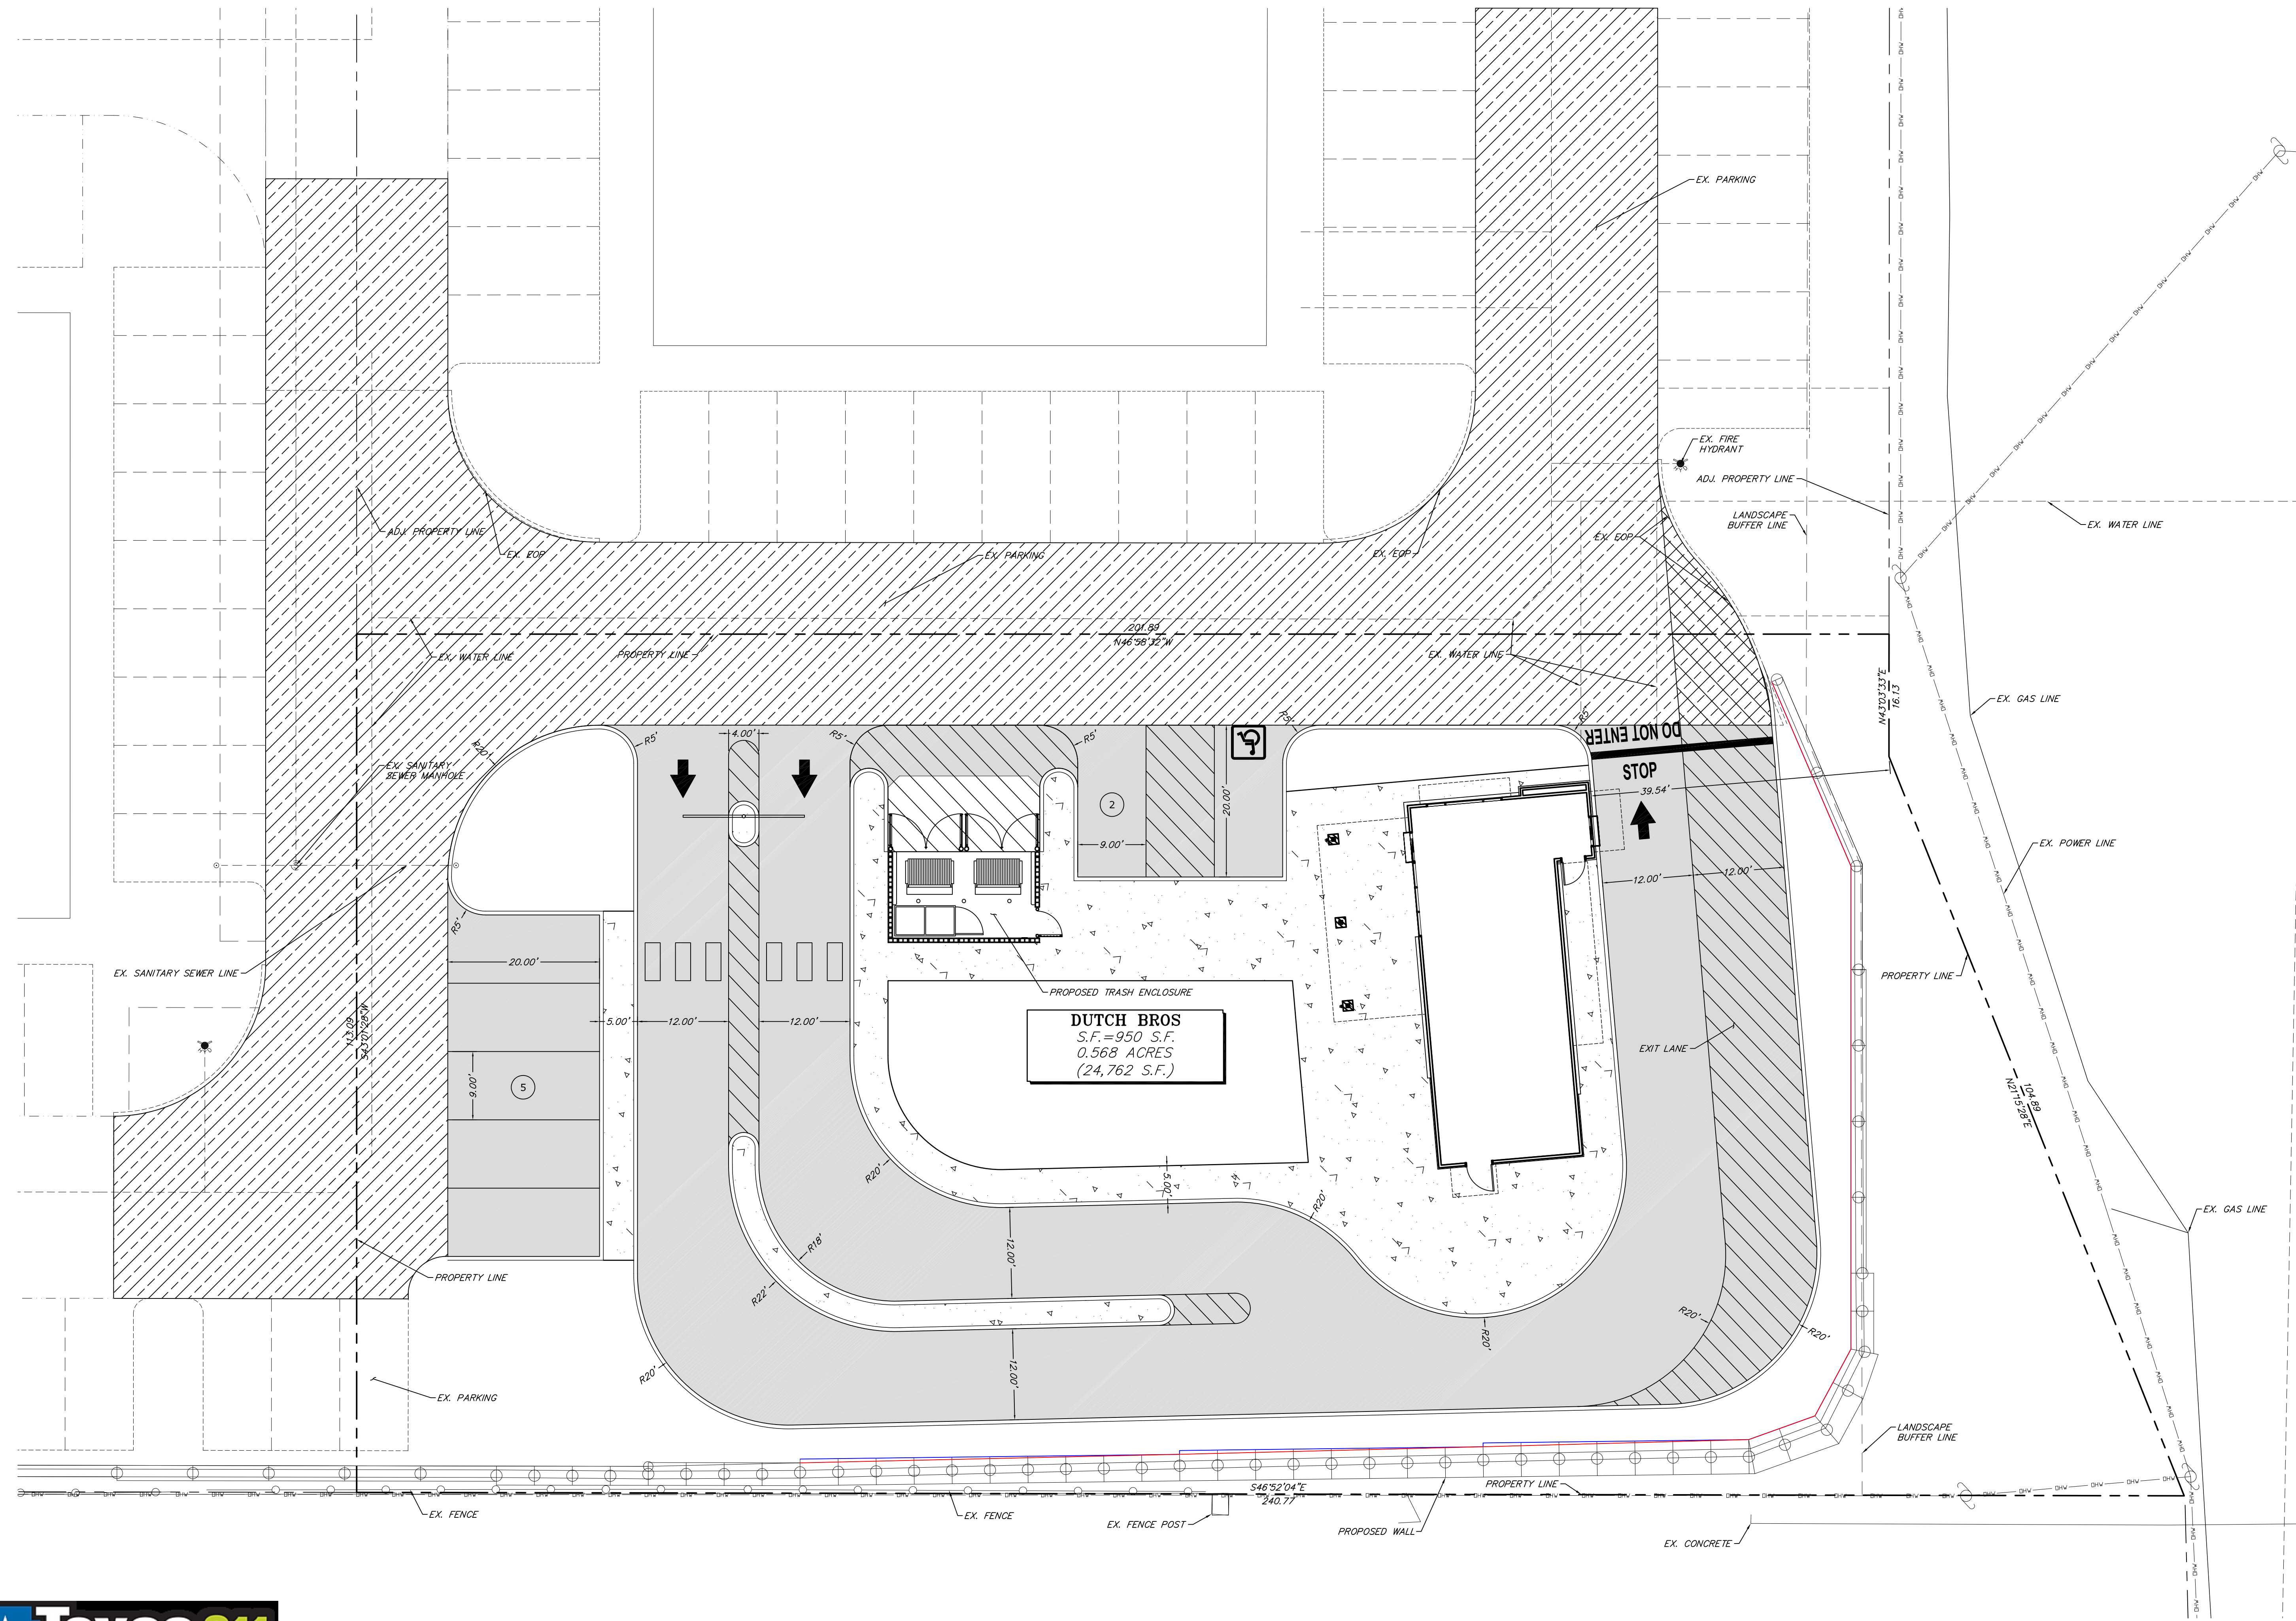 EX. PARKING
EX. FIRE
HYDRANT
ADJ. PROPERTY LINE
LANDSCAPE
BUFFER LINE
EX. WATER LINE
ADJ. PROPERTY LINE
EX. EOP
EX. PARKING
EX. EOP
EX. EOP
201.89
N46°58'32"W
EX. WATER LINE
PROPERTY LINE
EX. WATER LINE
N43°03'33"E
16.13
EX. GAS LINE
R20'
R5'
4.00'
R5'
R5'
R5'
R5'
DO NOT ENTER
STOP
39.54'
EX. SANITARY
SEWER MANHOLE
2
20.00'
9.00'
EX. POWER LINE
12.00'
12.00'
R5'
20.00'
EX. SANITARY SEWER LINE
PROPERTY LINE
PROPOSED TRASH ENCLOSURE
113.09
S43°01'28"W
5.00'
12.00'
12.00'
DUTCH BROS
S.F.=950 S.F.
0.568 ACRES
(24,762 S.F.)
EXIT LANE
9.00'
5
104.89
N21°15'28"E
R20'
5.00'
R20'
EX. GAS LINE
R18'
12.00'
R22'
PROPERTY LINE
R20'
R20'
R20'
R20'
12.00'
EX. PARKING
LANDSCAPE
BUFFER LINE
S46°52'04"E
240.77
PROPERTY LINE
EX. FENCE
EX. FENCE
EX. FENCE POST
PROPOSED WALL
EX. CONCRETE
OHW